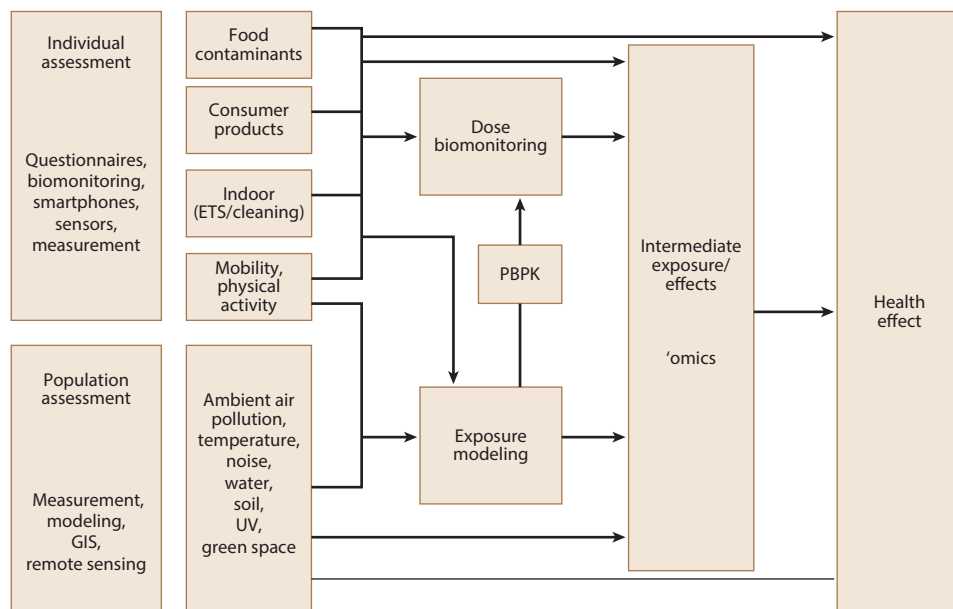 Individual
assessment
Questionnaires,
biomonitoring,
smartphones,
sensors,
measurement
Food
contaminants
Consumer
products
Indoor
(ETS/cleaning)
Mobility,
physical
activity
Population
assessment
Measurement,
modeling,
GIS,
remote sensing
Ambient air
pollution,
temperature,
noise,
water,
soil,
UV,
green space
Dose
biomonitoring
PBPK
Exposure
modeling
Intermediate
exposure/
effects
‘omics
Health
effect